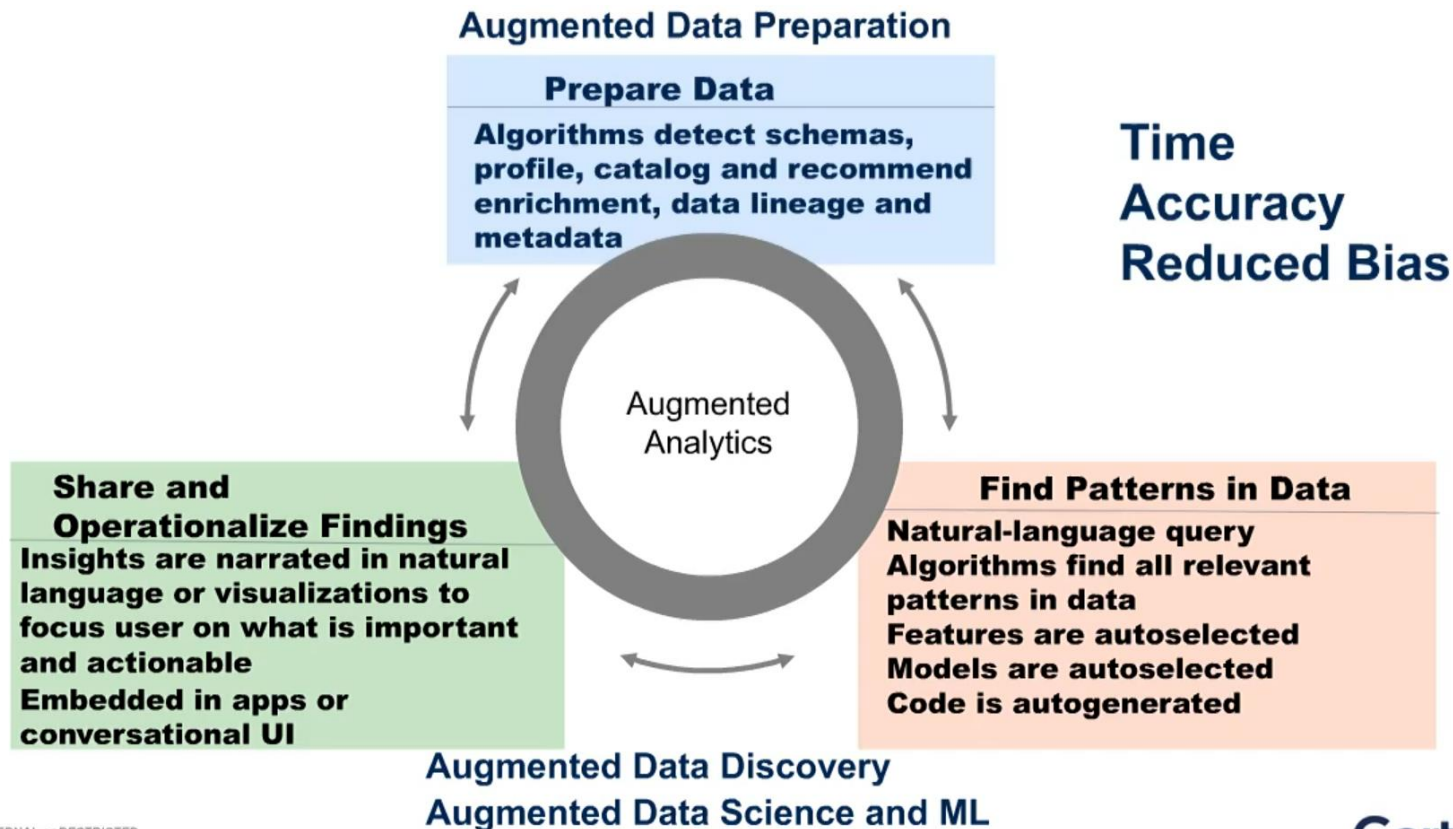 Augmented Data Preparation
Prepare Data
Algorithms detect schemas,
profile, catalog and recommend
enrichment, data lineage and
metadata
Time
Accuracy
Reduced Bias
Augmented
Analytics
Share and
Operationalize Findings
Insights are narrated in natural
language or visualizations to
focus user on what is important
and actionable
Embedded in apps or
conversational UI
Find Patterns in Data
Natural-language query
Algorithms find all relevant
patterns in data
Features are autoselected
Models are autoselected
Code is autogenerated
Augmented Data Discovery
Augmented Data Science and ML